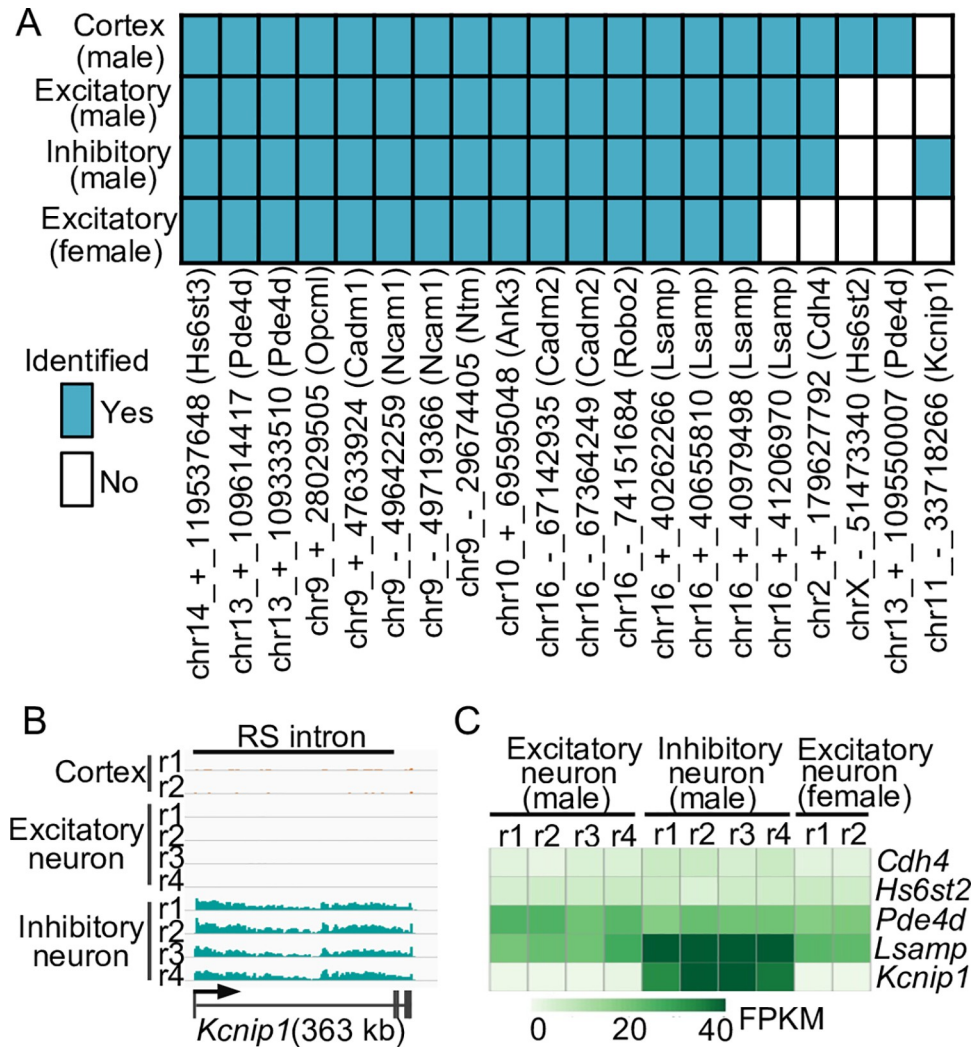 A
Cortex
(male)
Excitatory
(male)
Inhibitory
(male)
Excitatory
(female)
Identified
Yes
No
chr14_+_119537648 (Hs6st3)
chr13_+_109614417 (Pde4d)
chr13_+_109333510 (Pde4d)
chr9_+_28029505 (Opcml)
chr9_+_47633924 (Cadm1)
chr9_-_49642259 (Ncam1)
chr9_-_49719366 (Ncam1)
chr9_-_29674405 (Ntm)
chr10_+_69595048 (Ank3)
chr16_-_67142935 (Cadm2)
chr16_-_67364249 (Cadm2)
chr16_-_74151684 (Robo2)
chr16_+_40262266 (Lsamp)
chr16_+_40655810 (Lsamp)
chr16_+_40979498 (Lsamp)
chr16_+_41206970 (Lsamp)
chr2_+_179627792 (Cdh4)
chrX_-_51473340 (Hs6st2)
chr13_+_109550007 (Pde4d)
chr11_-_33718266 (Kcnip1)
B
RS intron
Cortex
r1
r2
Excitatory
neuron
r1
r2
r3
r4
Inhibitory
neuron
r1
r2
r3
r4
Kcnip1(363 kb)
C
Excitatory
neuron
(male)
Inhibitory
neuron
(male)
Excitatory
neuron
(female)
r1 r2 r3 r4 r1 r2 r3 r4 r1 r2
Cdh4
Hs6st2
Pde4d
Lsamp
Kcnip1
0 20 40 FPKM